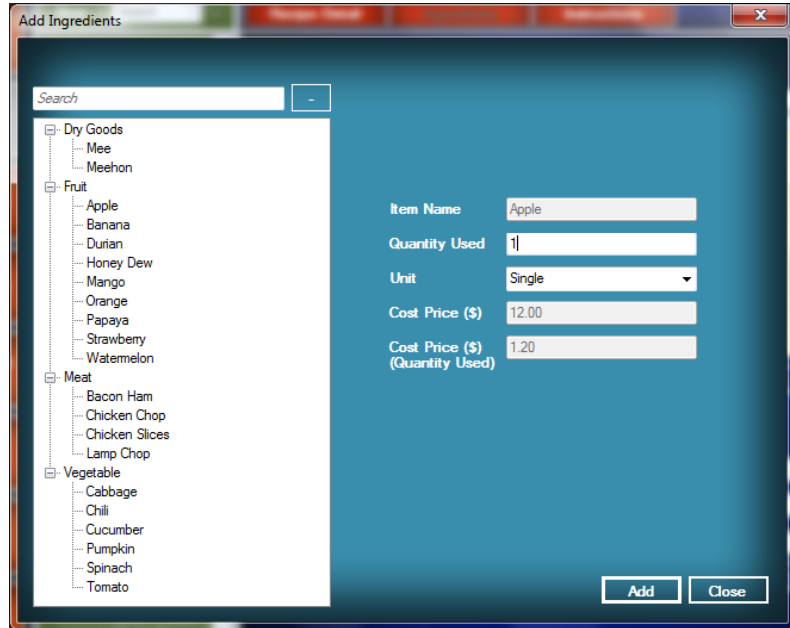 Add Ingredients
Recipe Detail
Instructions
Search
-
Dry Goods
Mee
Meehon
Fruit
Apple
Banana
Durian
Honey Dew
Mango
Orange
Papaya
Strawberry
Watermelon
Meat
Bacon Ham
Chicken Chop
Chicken Slices
Lamp Chop
Vegetable
Cabbage
Chili
Cucumber
Pumpkin
Spinach
Tomato
Item Name Apple
Quantity Used 1
Unit Single
Cost Price ($) 12.00
Cost Price ($) 1.20
(Quantity Used)
Add Close